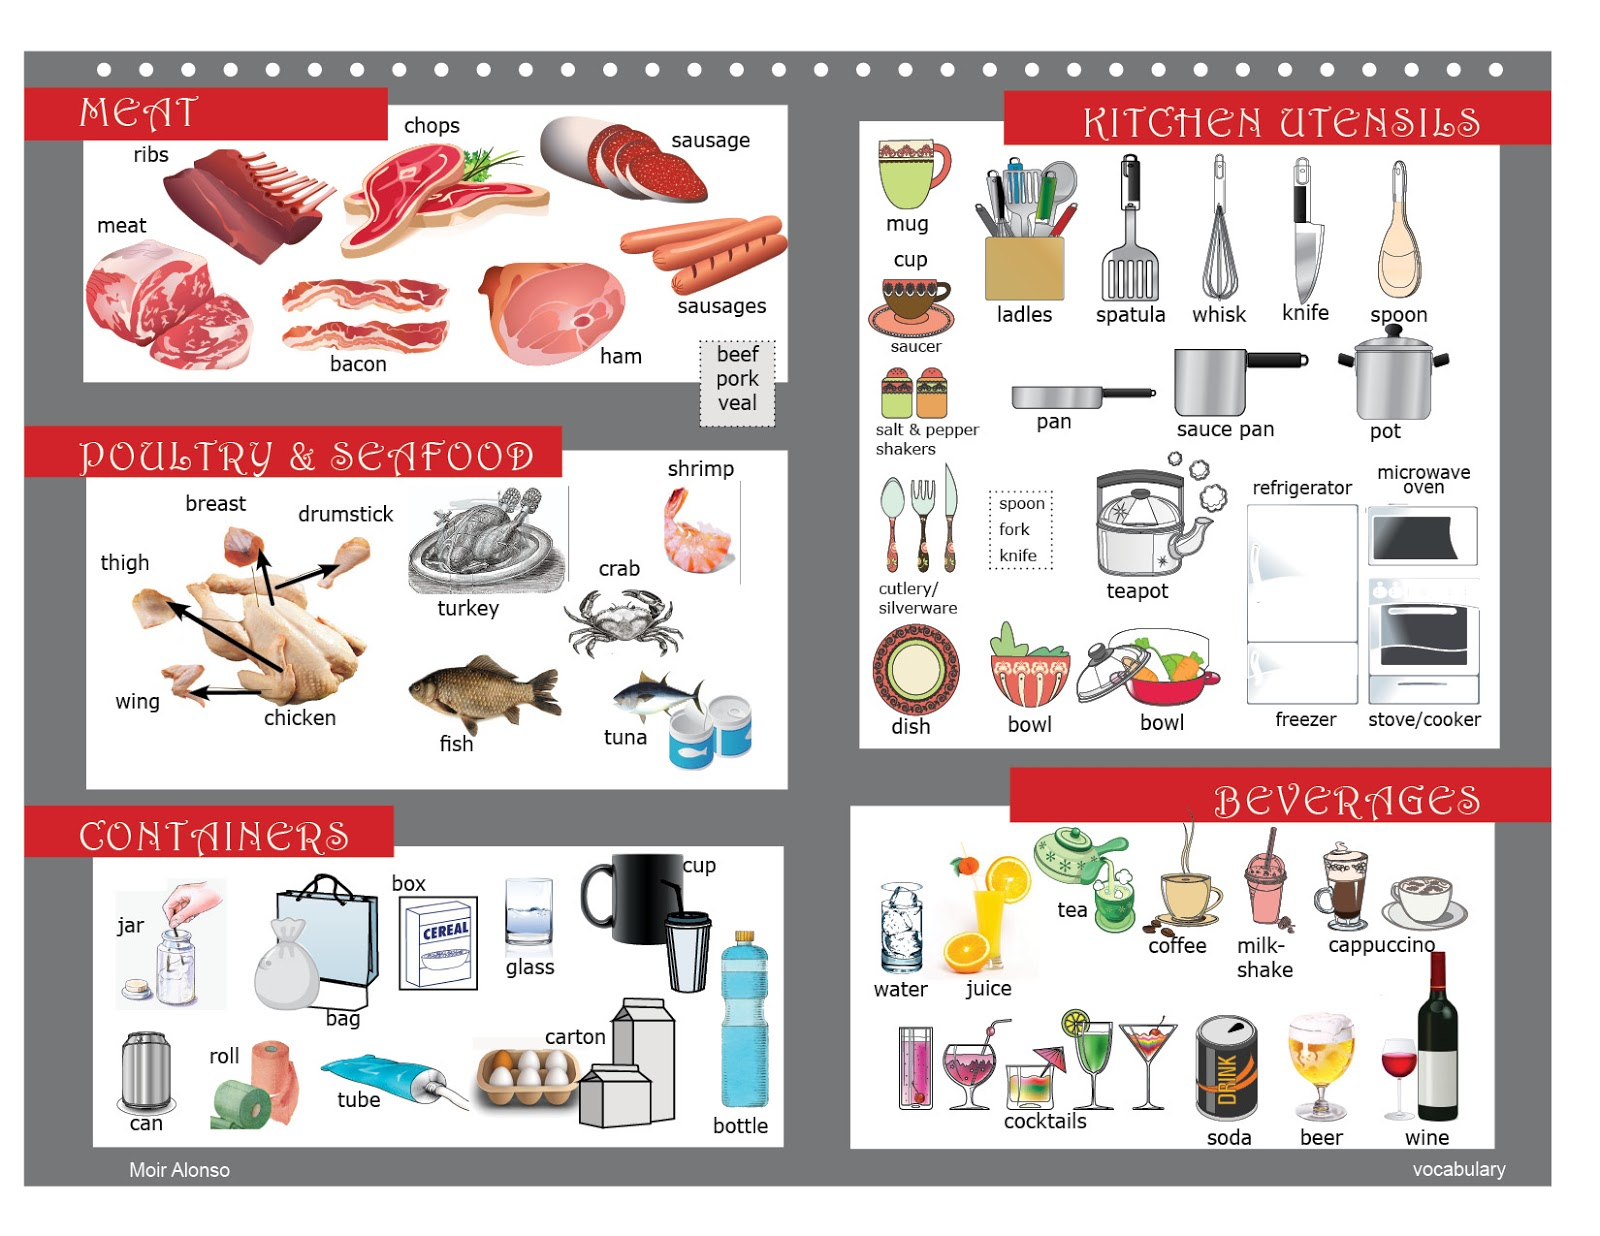 MEAT
ribs
chops
sausage
meat
sausages
bacon
ham
beef
pork
veal
POULTRY & SEAFOOD
breast
drumstick
thigh
wing
chicken
turkey
shrimp
crab
fish
tuna
CONTAINERS
jar
box
CEREAL
glass
cup
bag
can
roll
tube
carton
bottle
KITCHEN UTENSILS
mug
cup
saucer
ladles
spatula
whisk
knife
spoon
salt & pepper
shakers
pan
sauce pan
pot
cutlery/
silverware
spoon
fork
knife
teapot
refrigerator
microwave
oven
dish
bowl
bowl
freezer
stove/cooker
BEVERAGES
water
juice
tea
coffee
milk-
shake
cappuccino
cocktails
DRINK
soda
beer
wine
Moir Alonso
vocabulary